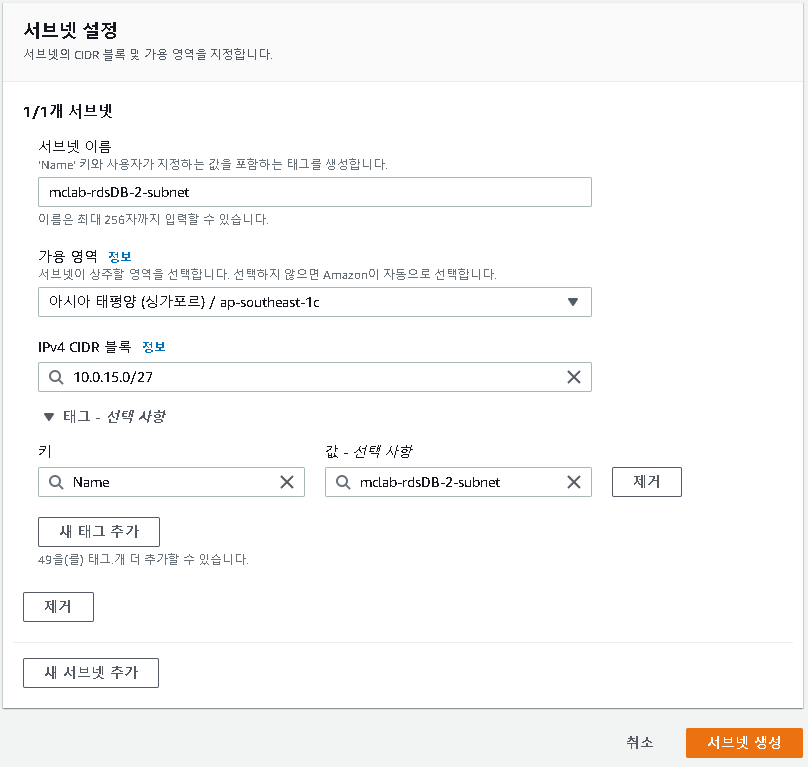 서브넷 설정
서브넷의 CIDR 블록 및 가용 영역을 지정합니다.
1/1개 서브넷
서브넷 이름
'Name' 키와 사용자가 지정하는 값을 포함하는 태그를 생성합니다.
mclab-rdsDB-2-subnet
이름은 최대 256자까지 입력할 수 있습니다.
가용 영역 정보
서브넷이 상주할 영역을 선택합니다. 선택하지 않으면 Amazon이 자동으로 선택합니다.
아시아 태평양 (싱가포르) / ap-southeast-1c
IPv4 CIDR 블록 정보
10.0.15.0/27
태그 - 선택 사항
키 값 - 선택 사항
Name mclab-rdsDB-2-subnet 제거
새 태그 추가
49을(를) 태그.개 더 추가할 수 있습니다.
제거
새 서브넷 추가
취소 서브넷 생성